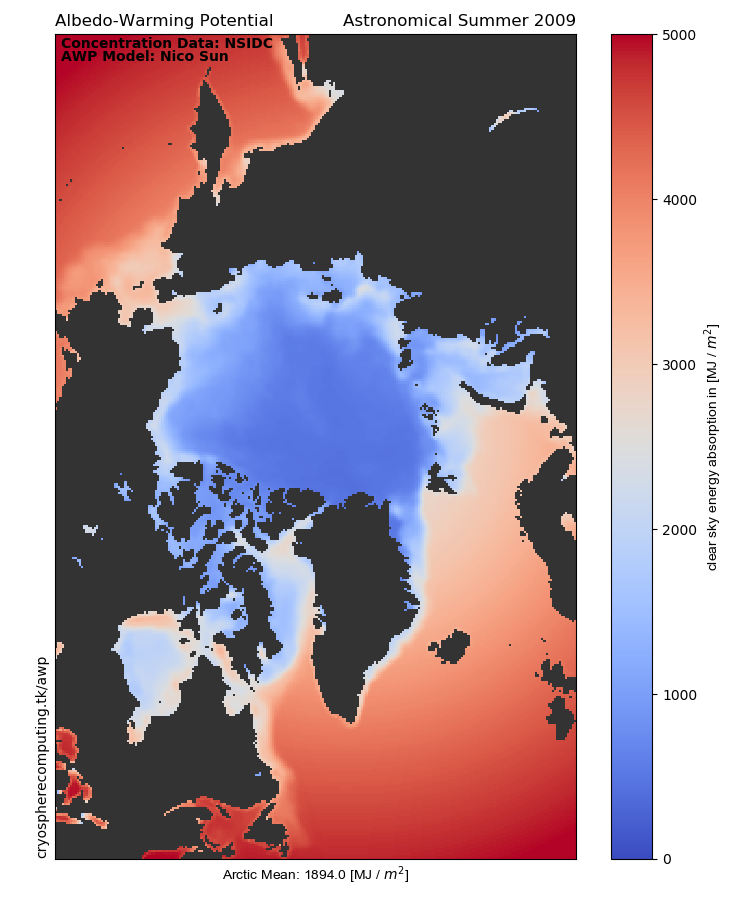 Albedo-Warming Potential
Astronomical Summer 2009
Concentration Data: NSIDC
AWP Model: Nico Sun
5000
4000
3000
2000
1000
0
clear sky energy absorption in [MJ / m²]
cryospherecomputing.tk/awp
Arctic Mean: 1894.0 [MJ / m²]